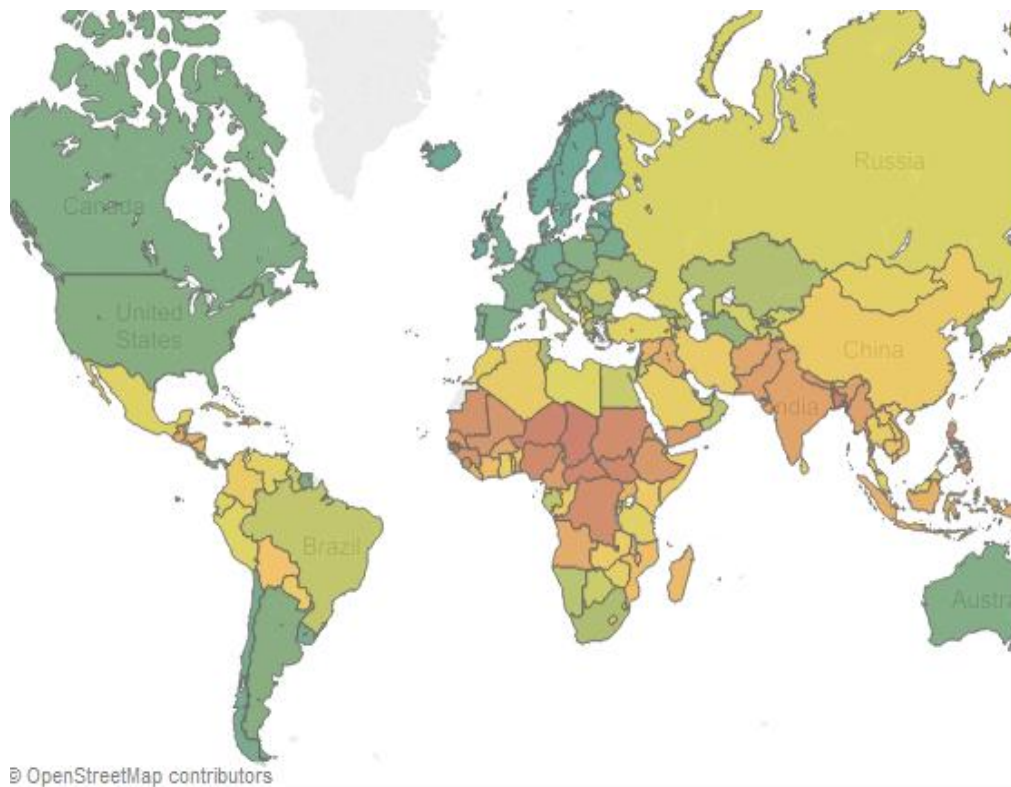 Canada
Russia
United
States
China
India
Brazil
Austra
© OpenStreetMap contributors